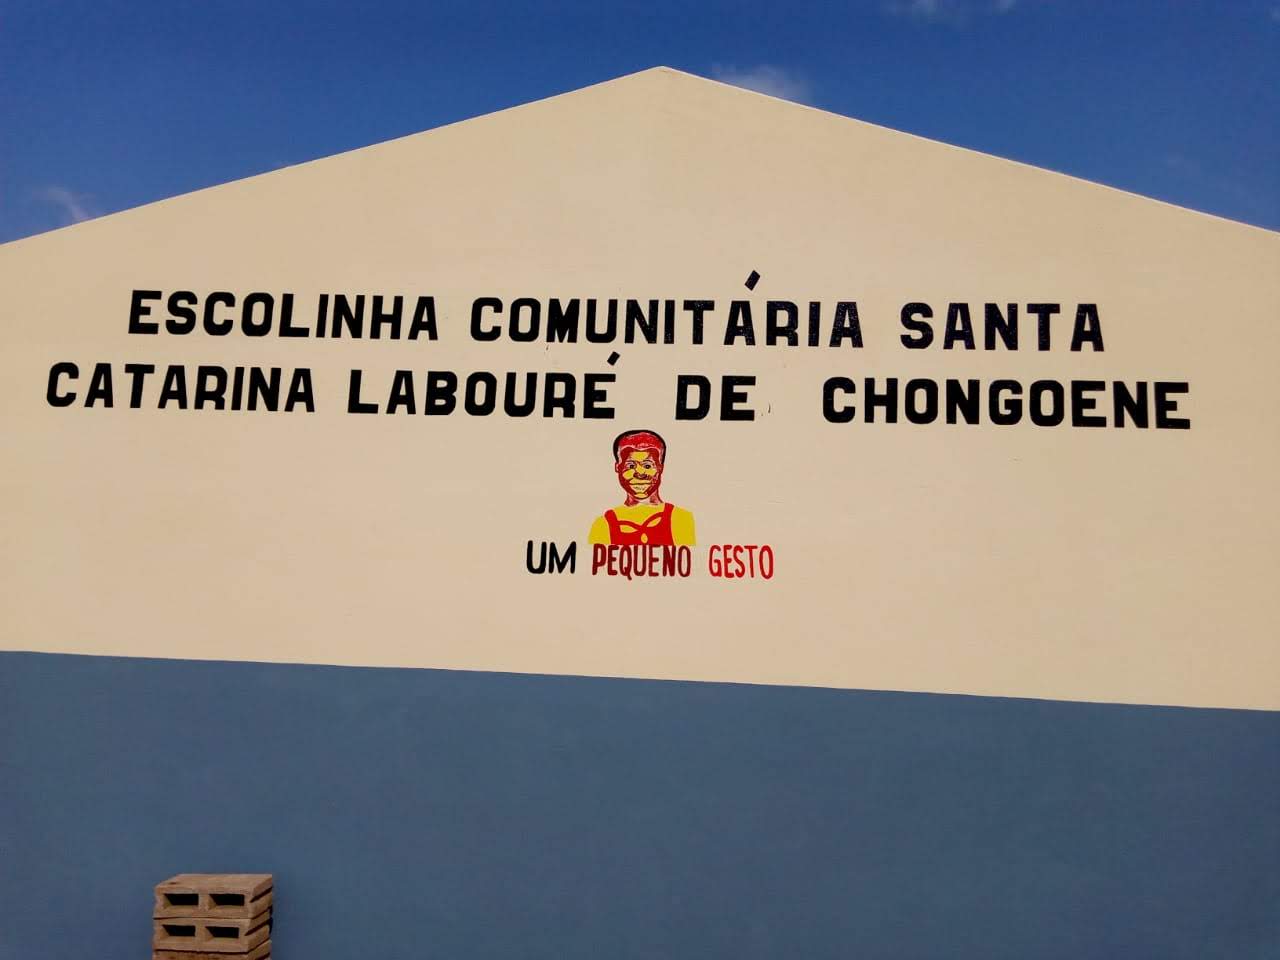 ESCOLINHA COMUNITÁRIA SANTA
CATARINA LABOURÉ DE CHONGOENE
UM PEQUENO GESTO